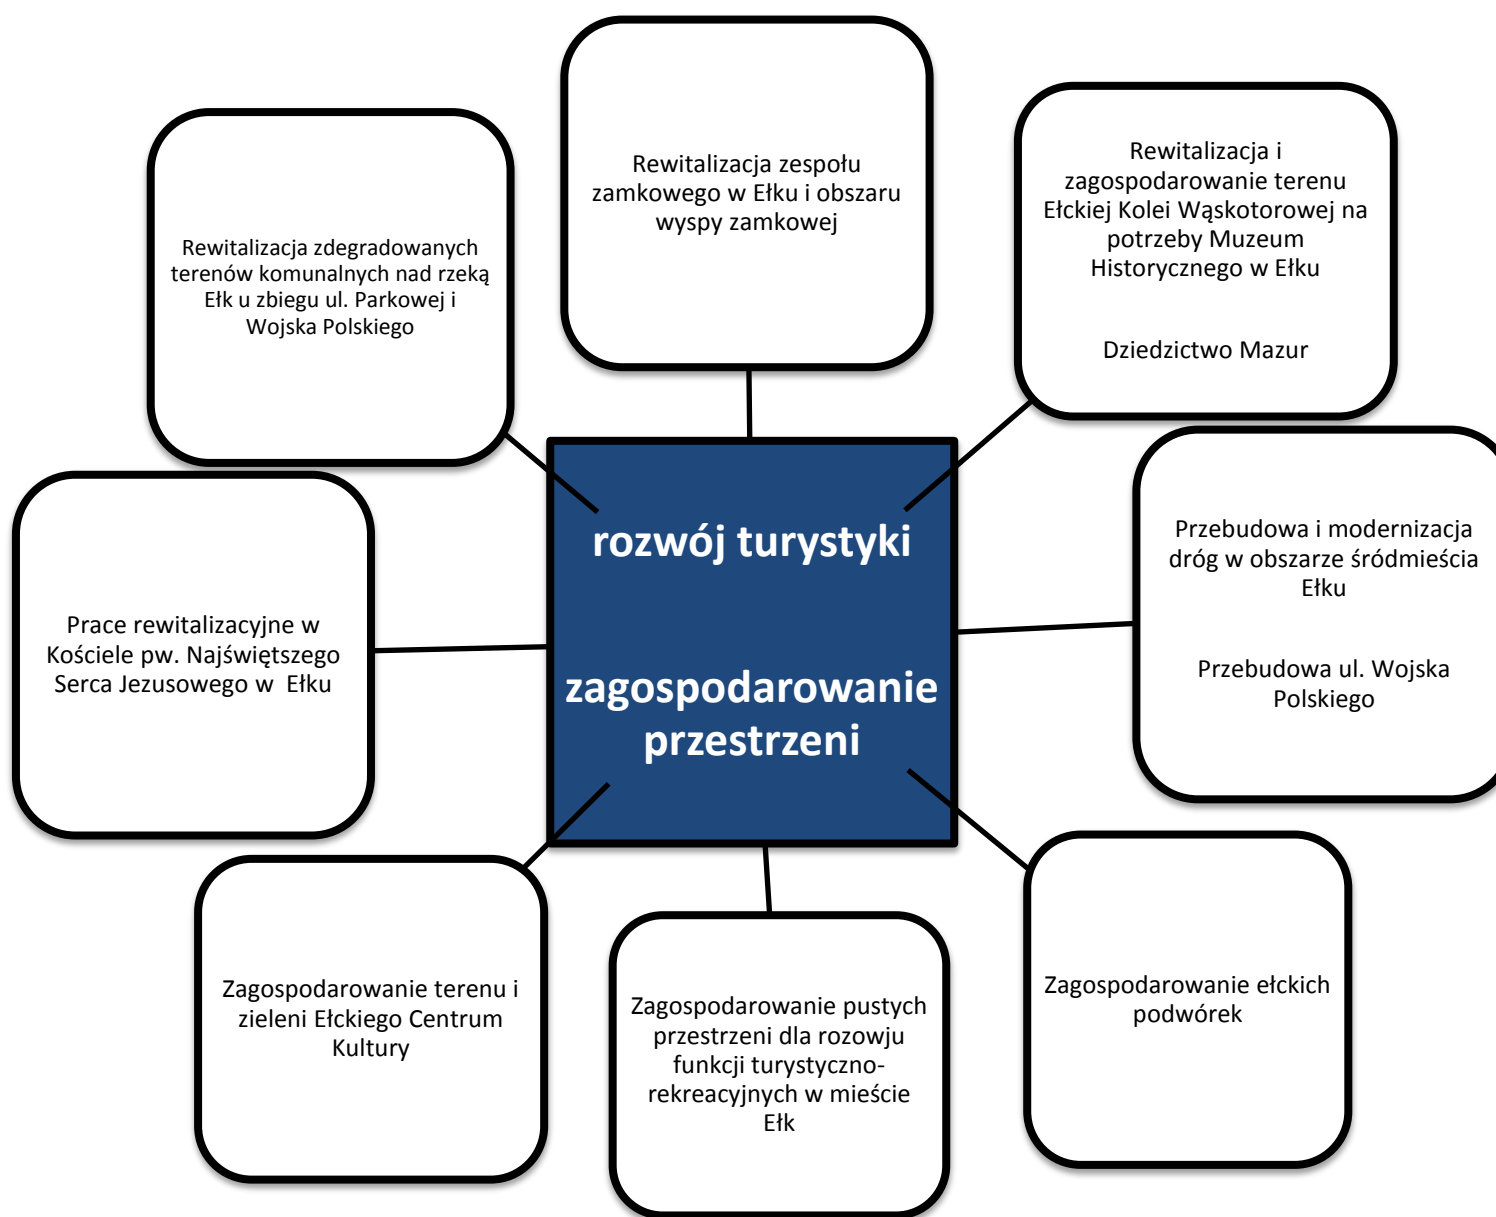 Rewitalizacja zespołu
zamkowego w Ełku i obszaru
wyspy zamkowej
Rewitalizacja i
zagospodarowanie terenu
Ełckiej Kolei Wąskotorowej na
potrzeby Muzeum
Historycznego w Ełku
Dziedzictwo Mazur
Rewitalizacja zdegradowanych
terenów komunalnych nad rzeką
Ełk u zbiegu ul. Parkowej i
Wojska Polskiego
rozwój turystyki
zagospodarowanie
przestrzeni
Przebudowa i modernizacja
dróg w obszarze śródmieścia
Ełku
Przebudowa ul. Wojska
Polskiego
Prace rewitalizacyjne w
Kościele pw. Najświętszego
Serca Jezusowego w  Ełku
Zagospodarowanie terenu i
zieleni Ełckiego Centrum
Kultury
Zagospodarowanie pustych
przestrzeni dla rozowju
funkcji turystyczno-
rekreacyjnych w mieście
Ełk
Zagospodarowanie ełckich
podwórek